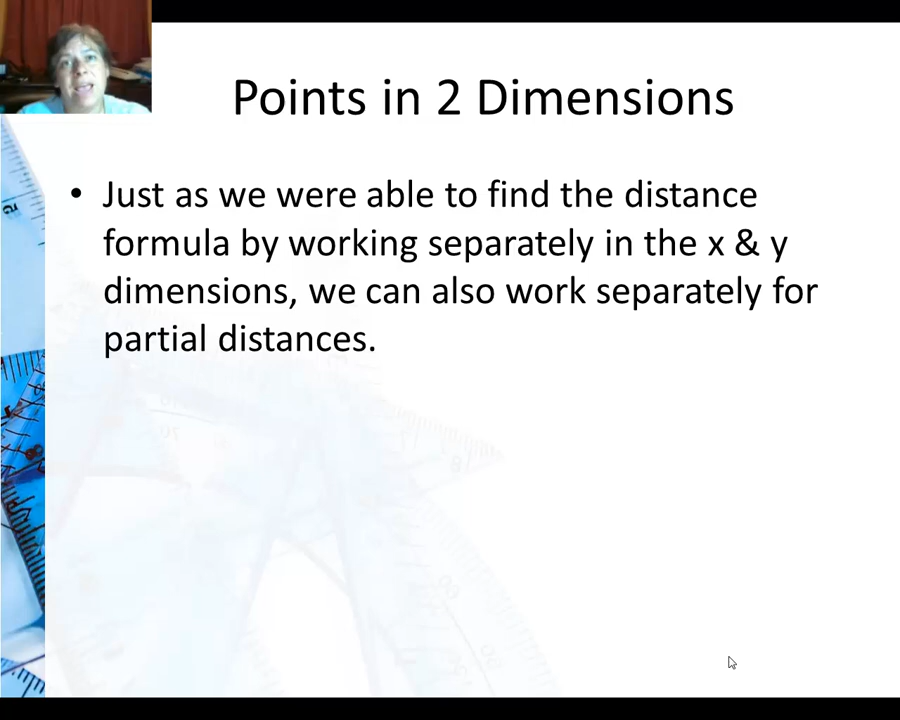 Points in 2 Dimensions
• Just as we were able to find the distance
formula by working separately in the x & y
dimensions, we can also work separately for
partial distances.